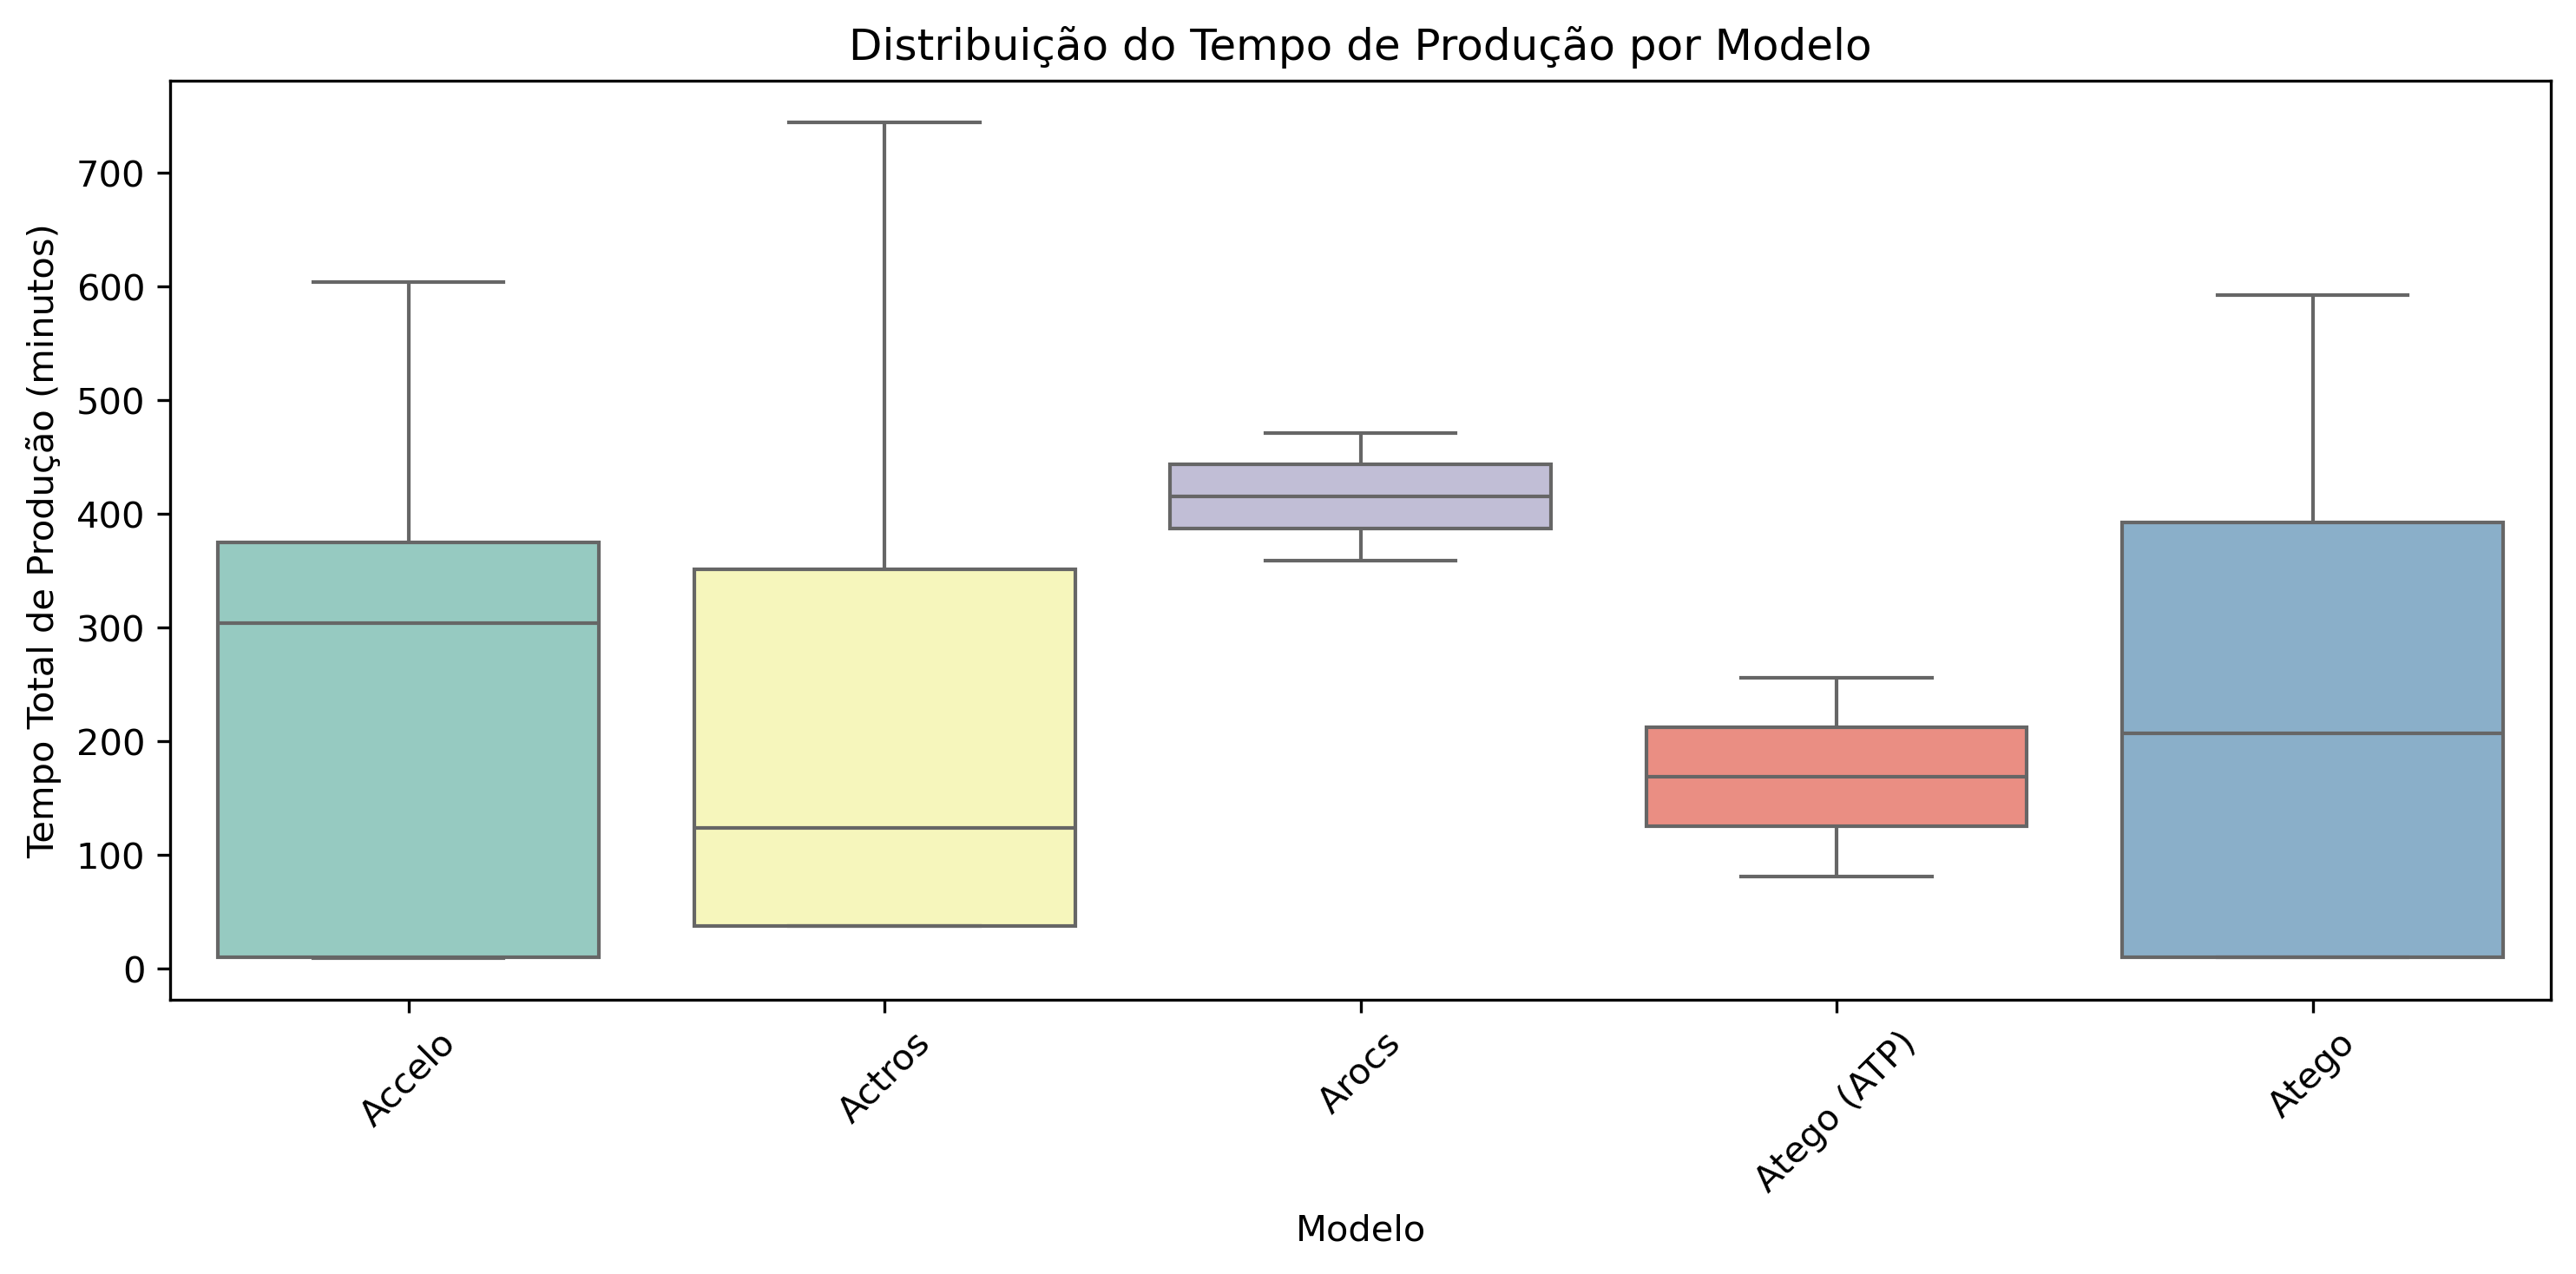 Distribuição do Tempo de Produção por Modelo
Tempo Total de Produção (minutos)
700
600
500
400
300
200
100
0
Accelo
Actros
Arocs
Atego (ATP)
Atego
Modelo